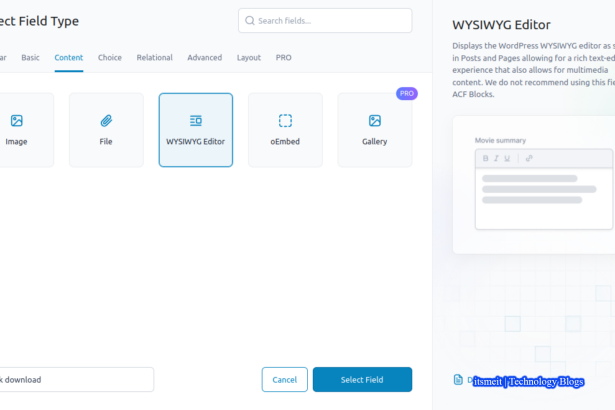 ct Field Type
Search fields...
WYSIWYG Editor
Displays the WordPress WYSIWYG editor as s
in Posts and Pages allowing for a rich text-ed
experience that also allows for multimedia
content. We do not recommend using this fie
ACF Blocks.
ar Basic Content Choice Relational Advanced Layout PRO
PRO
Image File WYSIWYG Editor oEmbed Gallery
Movie summary
B I U
k download
Cancel
Select Field
D
itsmeit | Technology Blogs